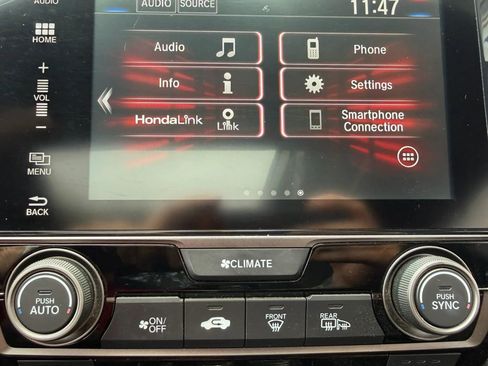 AUDIO SOURCE 11:47
HOME
+
VOL
−
MENU
BACK
Audio
Phone
Info
Settings
HondaLink Link
Smartphone
Connection
CLIMATE
PUSH
AUTO
ON/
OFF
FRONT
REAR
PUSH
SYNC